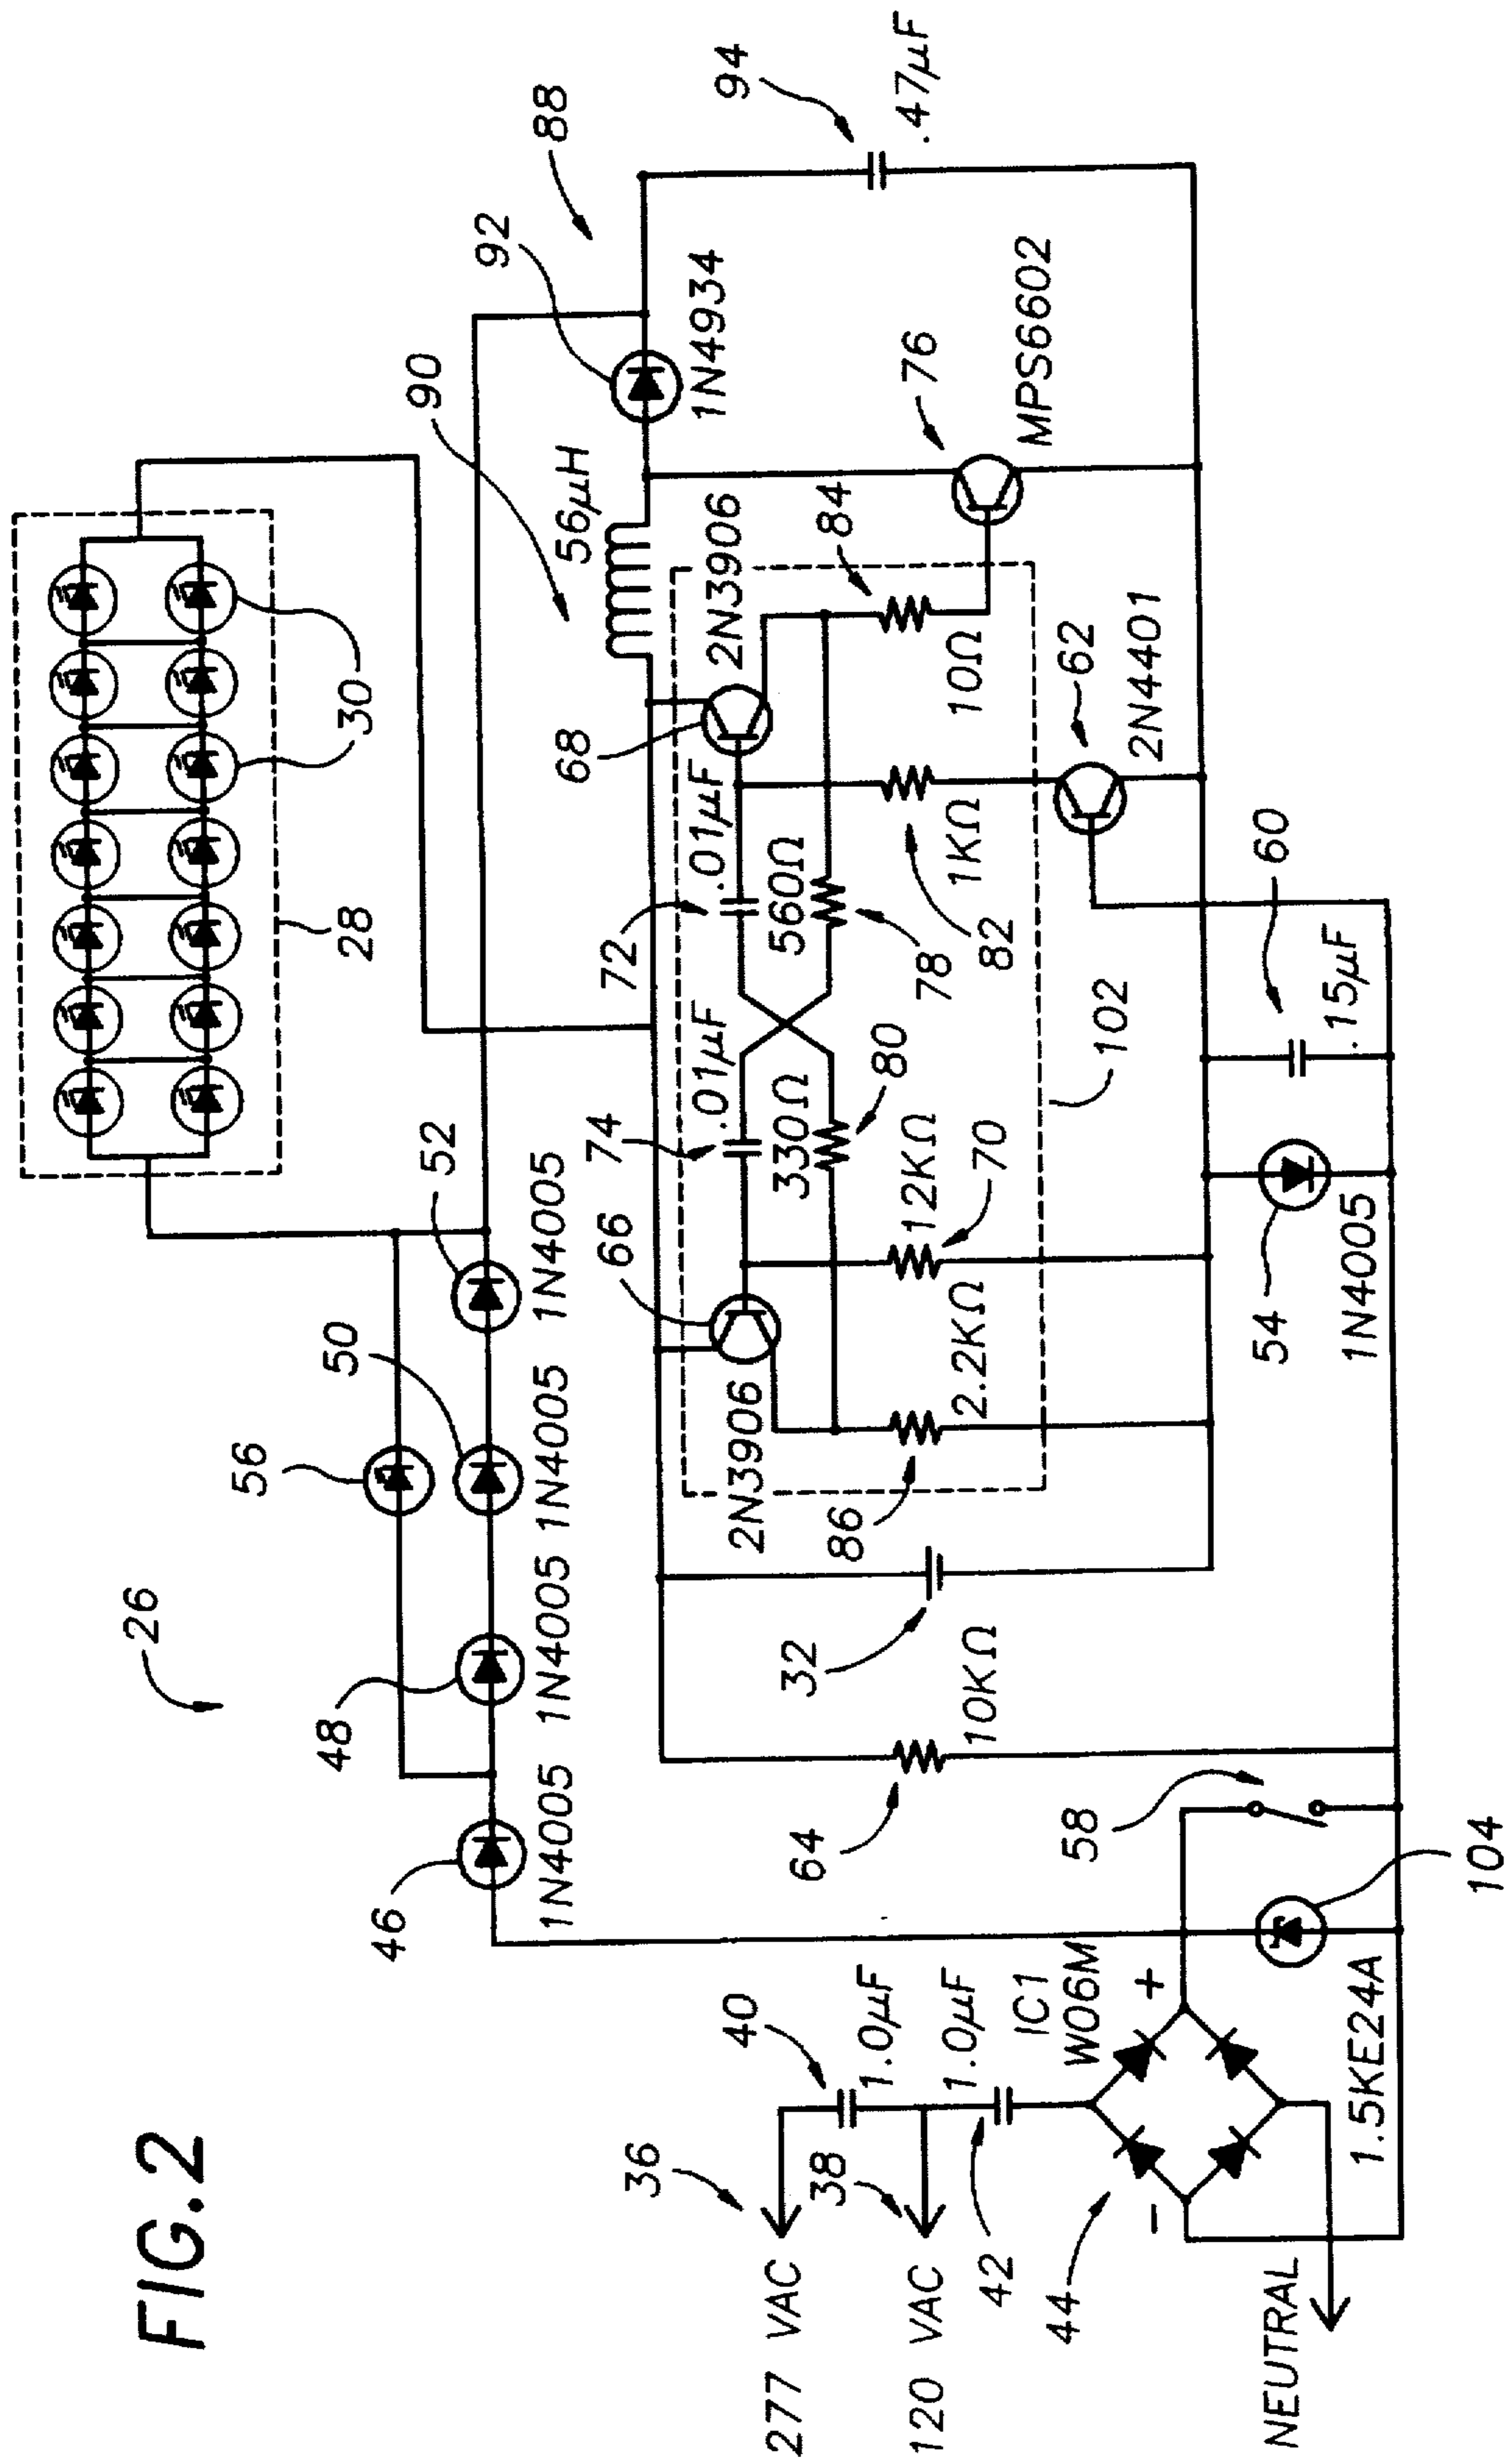 FIG.2
26
28
30
52
50
56
48
46
1N4005
1N4005
1N4005
1N4005
88
92
90
94
.47µF
1N4934
56µH
2N3906
68
76
MPS6602
84
10Ω
72
.01µF
560Ω
78
82
1KΩ
62
2N4401
74
.01µF
330Ω
80
102
60
.15µF
66
12KΩ
70
2N3906
2.2KΩ
86
54
1N4005
32
10KΩ
64
58
104
1.5KE24A
36
40
1.0µF
38
1.0µF
42
IC1
W06M
+
−
44
277 VAC
120 VAC
NEUTRAL